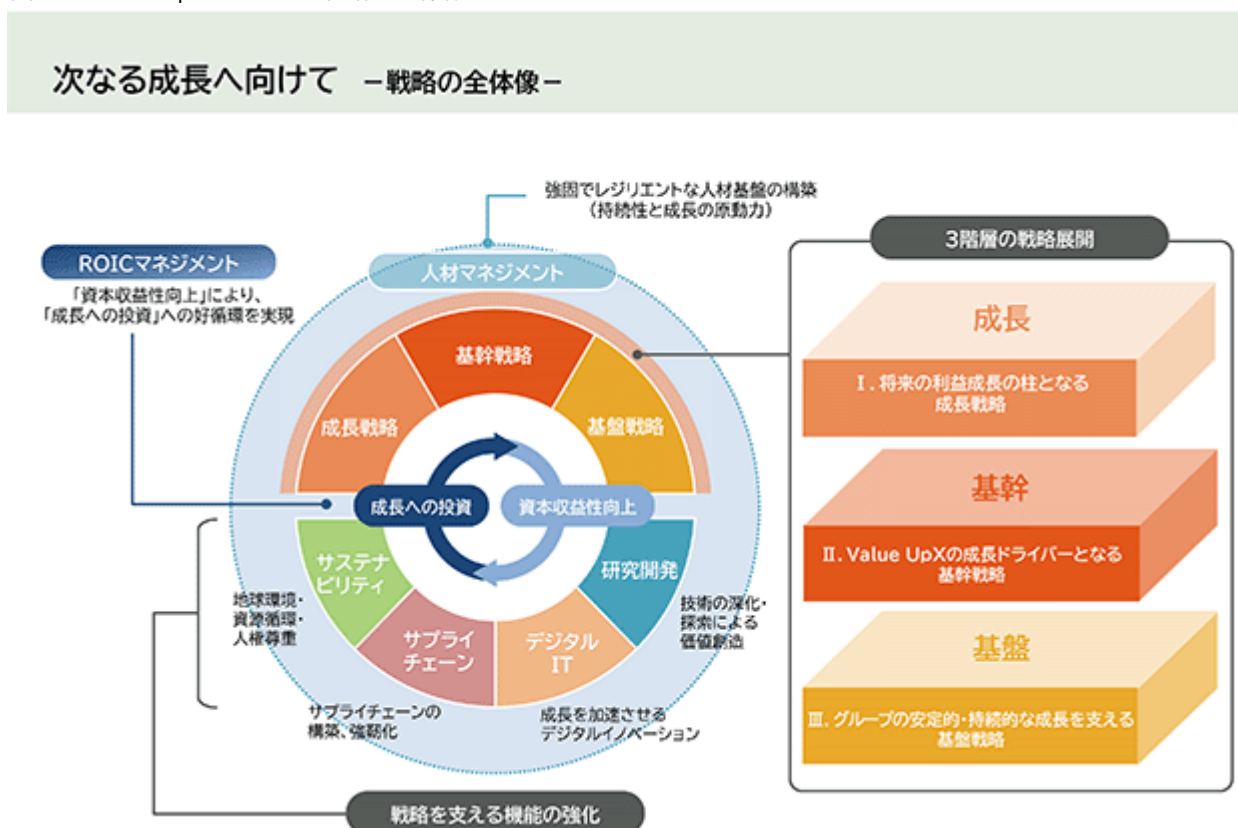 次なる成長へ向けて －戦略の全体像－
強固でレジリエントな人材基盤の構築
（持続性と成長の原動力）
ROICマネジメント
「資本収益性向上」により、
「成長への投資」への好循環を実現
人材マネジメント
基幹戦略
成長戦略
基盤戦略
成長への投資
資本収益性向上
サステナ
ビリティ
研究開発
サプライ
チェーン
デジタル
IT
地球環境・
資源循環・
人権尊重
技術の深化・
探索による
価値創造
サプライチェーンの
構築、強靭化
成長を加速させる
デジタルイノベーション
戦略を支える機能の強化
3階層の戦略展開
成長
Ⅰ. 将来の利益成長の柱となる
成長戦略
基幹
Ⅱ. Value UpXの成長ドライバーとなる
基幹戦略
基盤
Ⅲ. グループの安定的・持続的な成長を支える
基盤戦略